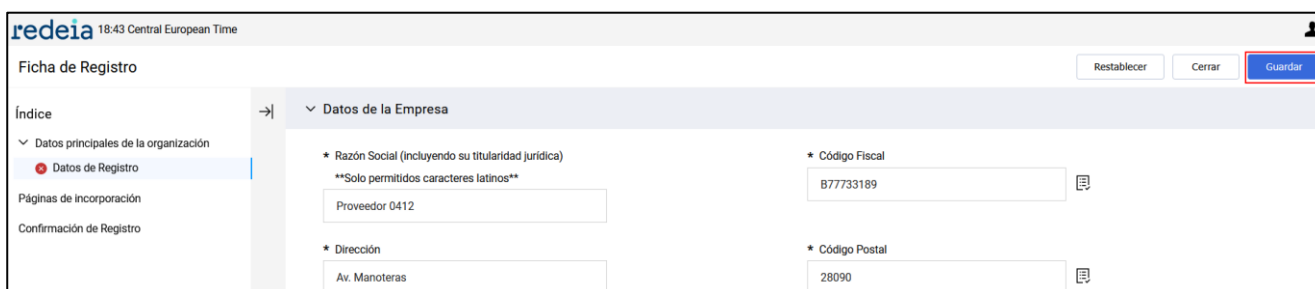 redeia 18:43 Central European Time
Ficha de Registro
Restablecer
Cerrar
Guardar
Índice
Datos principales de la organización
Datos de Registro
Páginas de incorporación
Confirmación de Registro
Datos de la Empresa
* Razón Social (incluyendo su titularidad jurídica)
**Solo permitidos caracteres latinos**
Proveedor 0412
* Código Fiscal
B77733189
* Dirección
Av. Manoteras
* Código Postal
28090